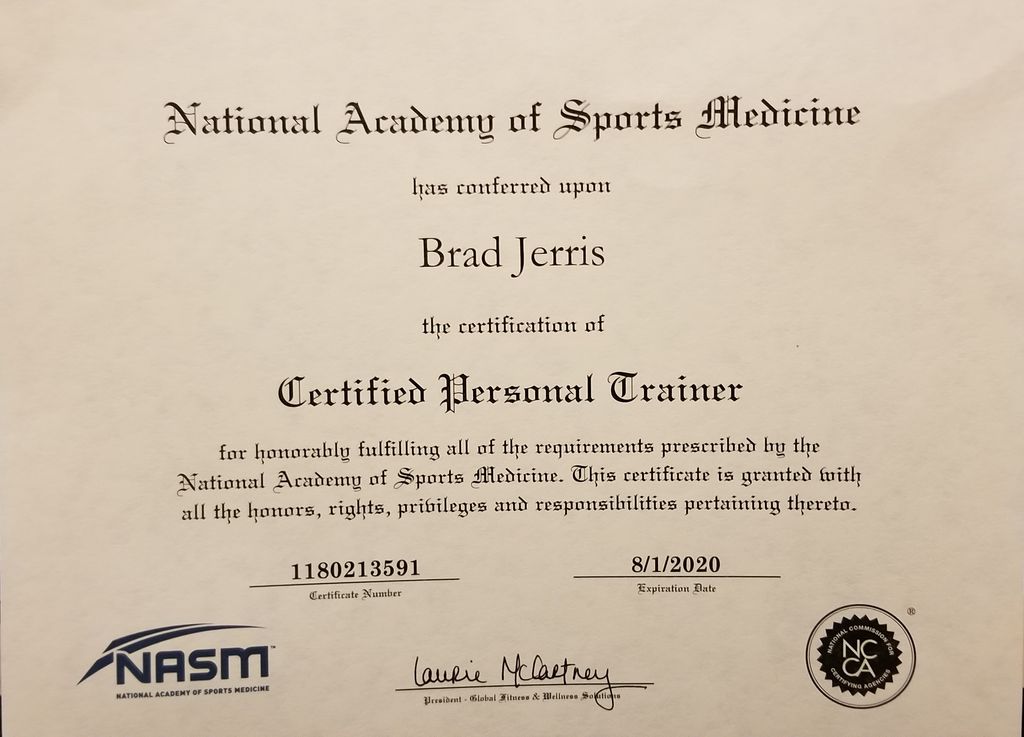 National Academy of Sports Medicine
has conferred upon
Brad Jerris
the certification of
Certified Personal Trainer
for honorably fulfilling all of the requirements prescribed by the
National Academy of Sports Medicine. This certificate is granted with
all the honors, rights, privileges and responsibilities pertaining thereto.
1180213591
Certificate Number
8/1/2020
Expiration Date
NASM™
NATIONAL ACADEMY OF SPORTS MEDICINE
Laurie McCartney
President - Global Fitness & Wellness Solutions
NATIONAL COMMISSION FOR
NC
CA
CERTIFYING AGENCIES
®